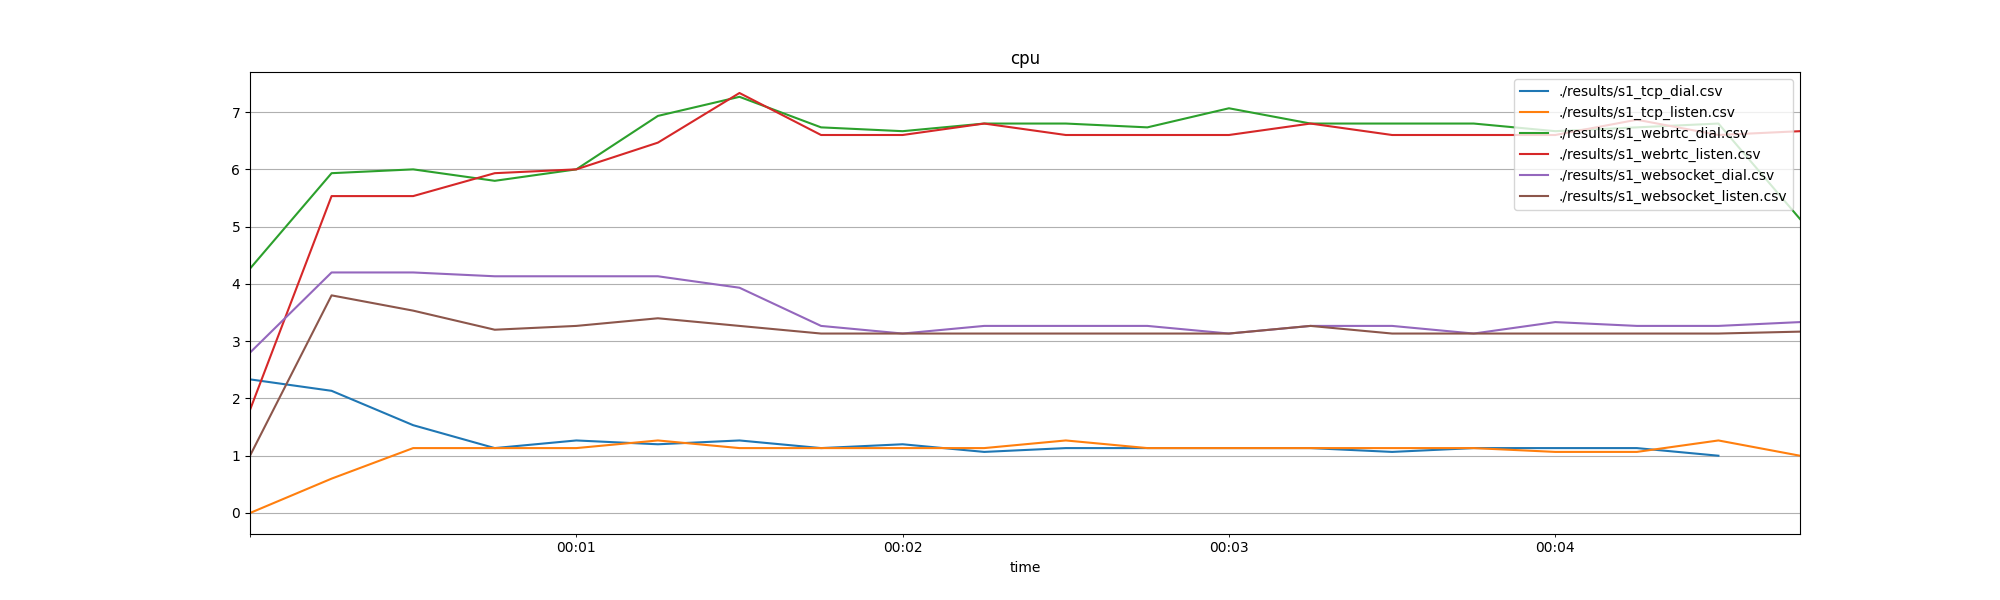 cpu
./results/s1_tcp_dial.csv
./results/s1_tcp_listen.csv
./results/s1_webrtc_dial.csv
./results/s1_webrtc_listen.csv
./results/s1_websocket_dial.csv
./results/s1_websocket_listen.csv
7
6
5
4
3
2
1
0
00:01 00:02 00:03 00:04
time